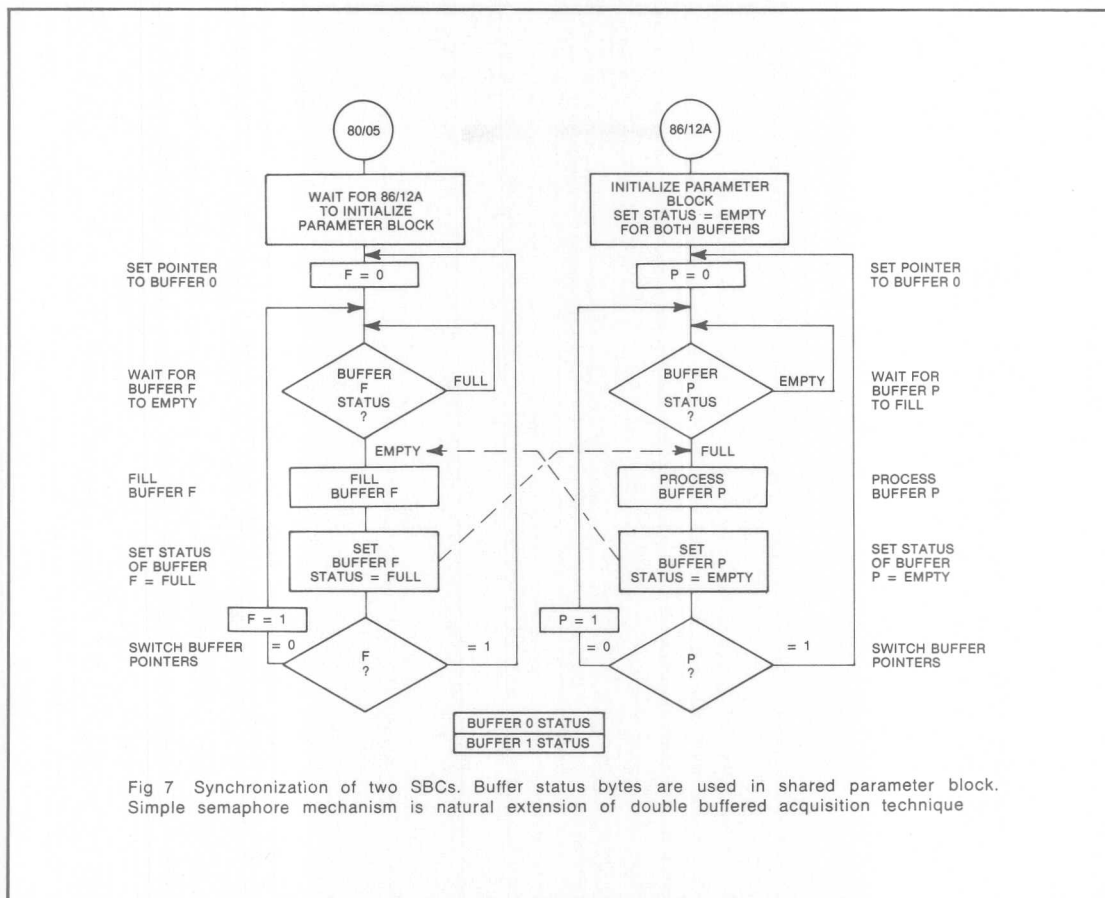 80/05
86/12A
WAIT FOR 86/12A
TO INITIALIZE
PARAMETER BLOCK
INITIALIZE PARAMETER
BLOCK
SET STATUS = EMPTY
FOR BOTH BUFFERS
SET POINTER
TO BUFFER 0
F = 0
P = 0
SET POINTER
TO BUFFER 0
WAIT FOR
BUFFER F
TO EMPTY
BUFFER
F
STATUS
?
FULL
BUFFER
P
STATUS
?
EMPTY
WAIT FOR
BUFFER P
TO FILL
EMPTY
FULL
FILL
BUFFER F
FILL
BUFFER F
PROCESS
BUFFER P
PROCESS
BUFFER P
SET STATUS
OF BUFFER
F = FULL
SET
BUFFER F
STATUS = FULL
SET
BUFFER P
STATUS = EMPTY
SET STATUS
OF BUFFER
P = EMPTY
F = 1
P = 1
SWITCH BUFFER
POINTERS
= 0
F
?
= 1
= 0
P
?
= 1
SWITCH BUFFER
POINTERS
BUFFER 0 STATUS
BUFFER 1 STATUS
Fig 7 Synchronization of two SBCs. Buffer status bytes are used in shared parameter block.
Simple semaphore mechanism is natural extension of double buffered acquisition technique